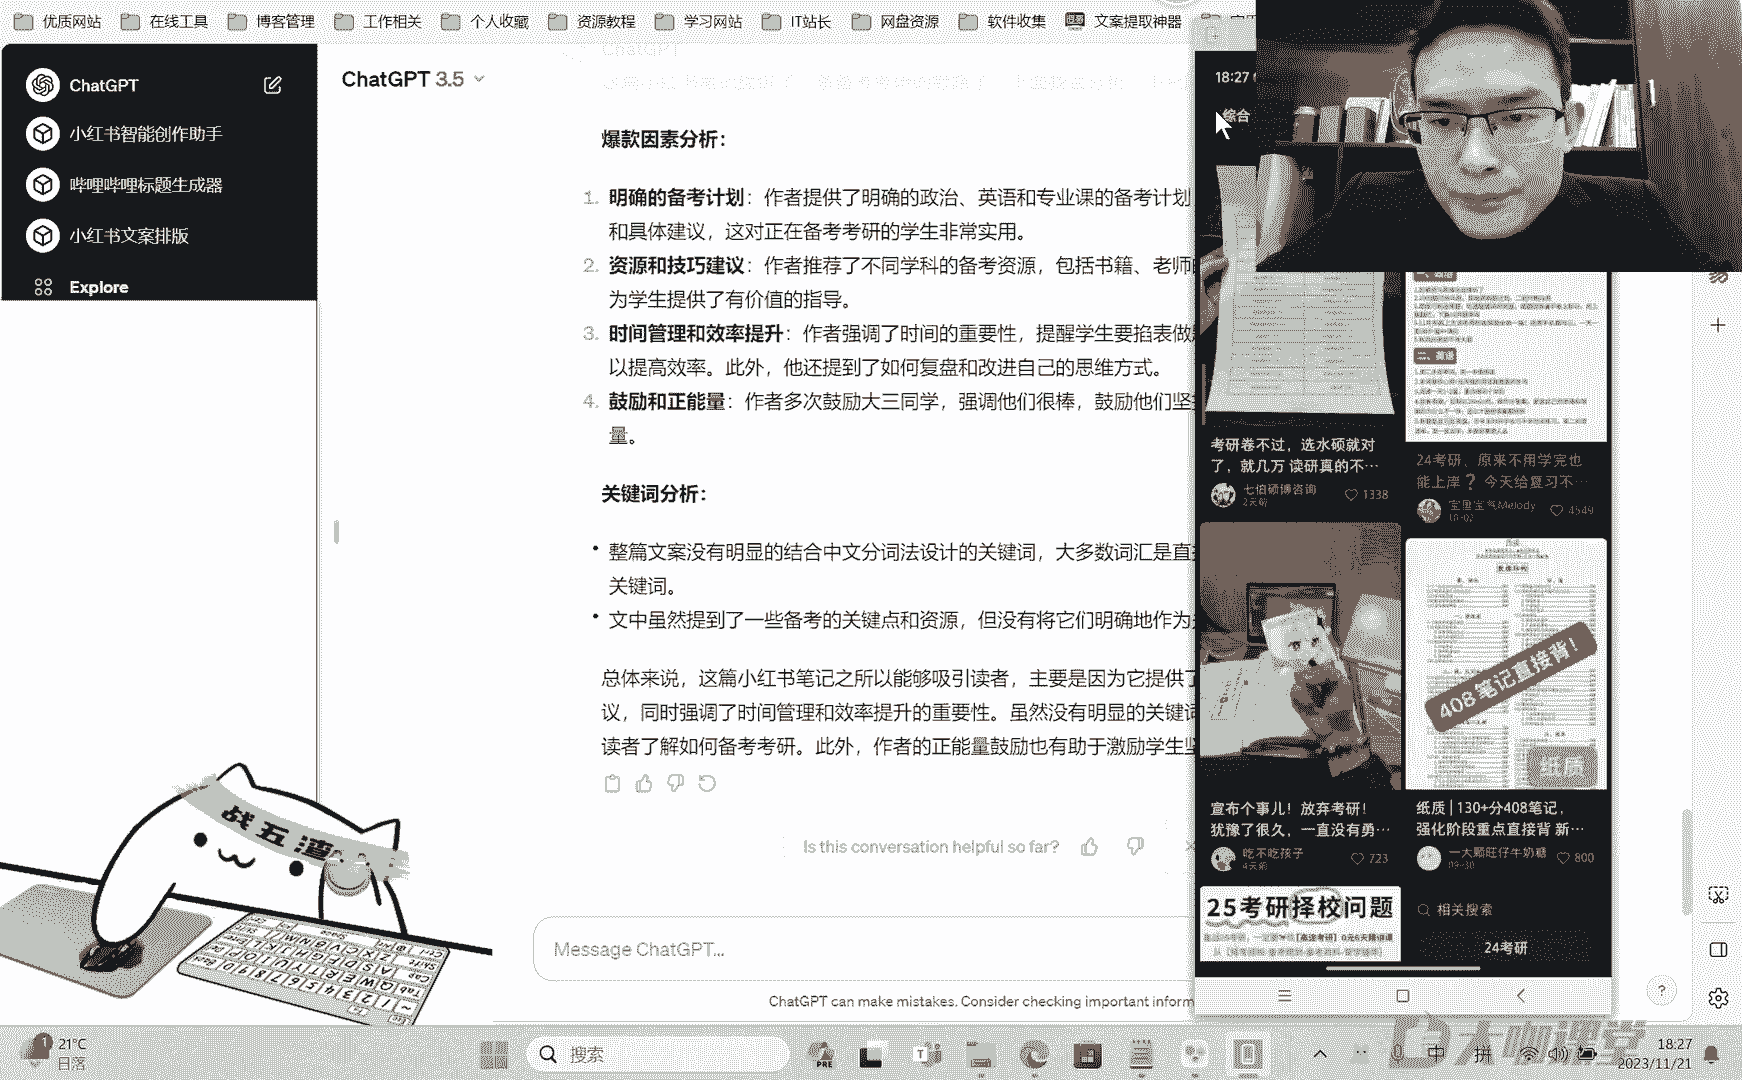 优质网站
在线工具
博客管理
工作相关
个人收藏
资源教程
学习网站
IT站长
网盘资源
软件收集
文案提取神器
ChatGPT
小红书智能创作助手
哔哩哔哩标题生成器
小红书文案排版
Explore
ChatGPT 3.5
ChatGPT
爆款因素分析：
1. 明确的备考计划：作者提供了明确的政治、英语和专业课的备考计划
和具体建议，这对正在备考考研的学生非常实用。
2. 资源和技巧建议：作者推荐了不同学科的备考资源，包括书籍、老师
为学生提供了有价值的指导。
3. 时间管理和效率提升：作者强调了时间的重要性，提醒学生要掐表做
以提高效率。此外，他还提到了如何复盘和改进自己的思维方式。
4. 鼓励和正能量：作者多次鼓励大三同学，强调他们很棒，鼓励他们坚
量。
关键词分析：
• 整篇文案没有明显的结合中文分词法设计的关键词，大多数词汇是直
关键词。
• 文中虽然提到了一些备考的关键点和资源，但没有将它们明确地作为
总体来说，这篇小红书笔记之所以能够吸引读者，主要是因为它提供了
议，同时强调了时间管理和效率提升的重要性。虽然没有明显的关键词
读者了解如何备考考研。此外，作者的正能量鼓励也有助于激励学生坚
Is this conversation helpful so far?
Message ChatGPT...
ChatGPT can make mistakes. Consider checking important inform
18:27
综合
考研卷不过，选水硕就对
了，就几万 读研真的不…
七伯硕博咨询
2天前
1338
二、英语
24考研、原来不用学完也
能上岸？今天给复习不…
宝里宝气Melody
10-02
4549
408笔记直接背！
纸质
宣布个事儿！放弃考研！
犹豫了很久，一直没有勇…
吃不吃孩子
4天前
723
纸质 | 130+分408笔记，
强化阶段重点直接背 新…
一大颗旺仔牛奶糖
09-30
800
25考研择校问题
相关搜索
24考研
战五渣
1
21°C
日落
搜索
PRE
中
拼
18:27
2023/11/21
大咖课堂